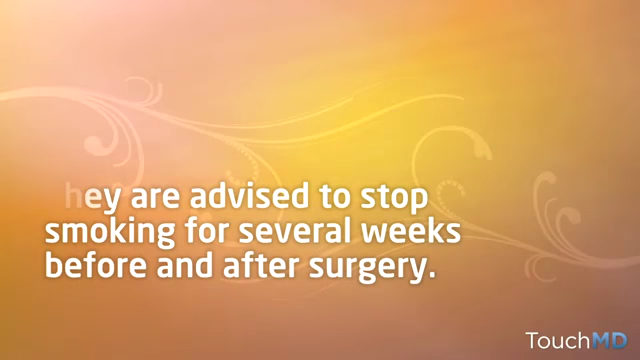 hey are advised to stop
smoking for several weeks
before and after surgery.
TouchMD